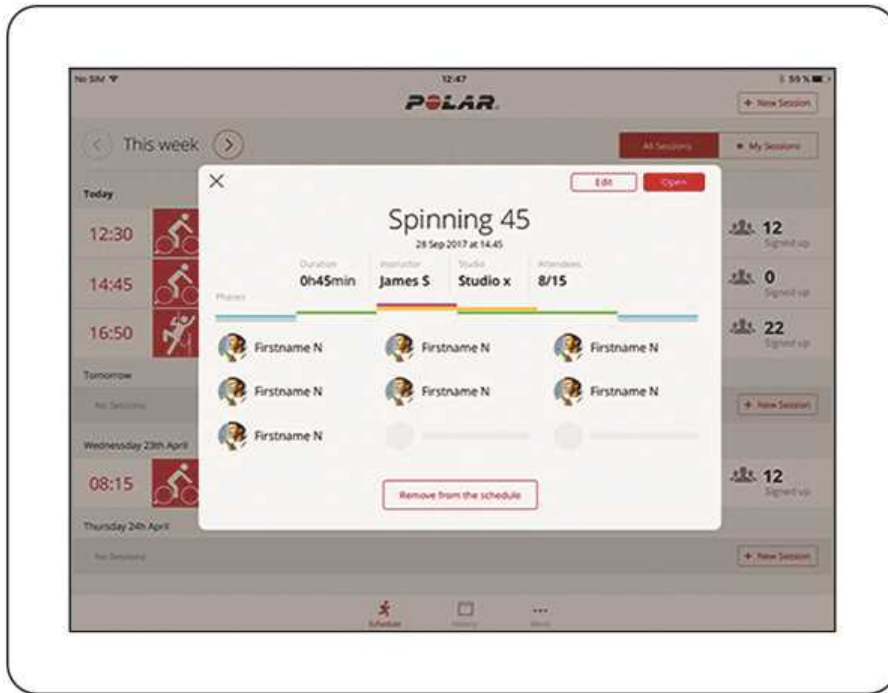 No SIM 12:47 59 %
POLAR
+ New Session
This week All Sessions My Sessions
Today
Edit Open
Spinning 45
28 Sep 2017 at 14.45
Duration Instructor Studio Attendees
0h45min James S Studio x 8/15
Phases
12:30 12
Signed up
14:45 0
Signed up
16:50 22
Signed up
Firstname N Firstname N Firstname N
Firstname N Firstname N Firstname N
Firstname N
Tomorrow
No Sessions + New Session
Wednesday 23th April
08:15 12
Signed up
Remove from the schedule
Thursday 24h April
No Sessions + New Session
Schedule History More